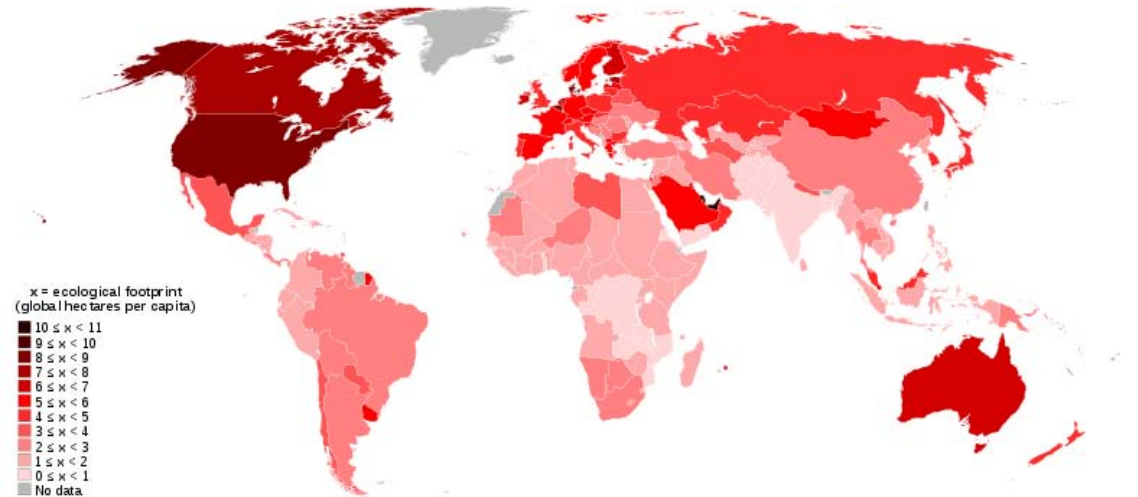 x = ecological footprint
(global hectares per capita)
10 ≤ x < 11
9 ≤ x < 10
8 ≤ x < 9
7 ≤ x < 8
6 ≤ x < 7
5 ≤ x < 6
4 ≤ x < 5
3 ≤ x < 4
2 ≤ x < 3
1 ≤ x < 2
0 ≤ x < 1
No data